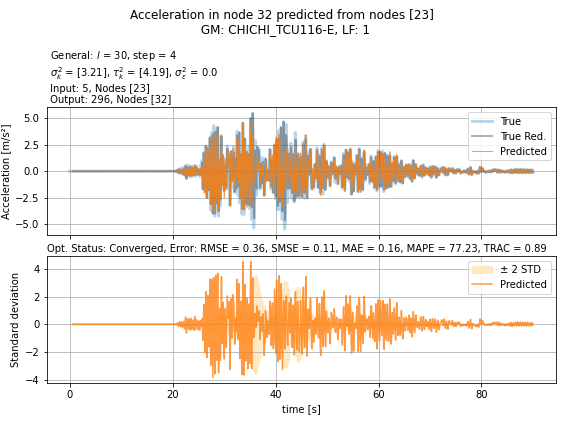 Acceleration in node 32 predicted from nodes [23]
GM: CHICHI_TCU116-E, LF: 1
General: l = 30, step = 4
σ²ₖ = [3.21], τ²ₖ = [4.19], σ²ε = 0.0
Input: 5, Nodes [23]
Output: 296, Nodes [32]
Acceleration [m/s²]
5.0
2.5
0.0
−2.5
−5.0
True
True Red.
Predicted
Opt. Status: Converged, Error: RMSE = 0.36, SMSE = 0.11, MAE = 0.16, MAPE = 77.23, TRAC = 0.89
Standard deviation
4
2
0
−2
−4
± 2 STD
Predicted
0 20 40 60 80
time [s]